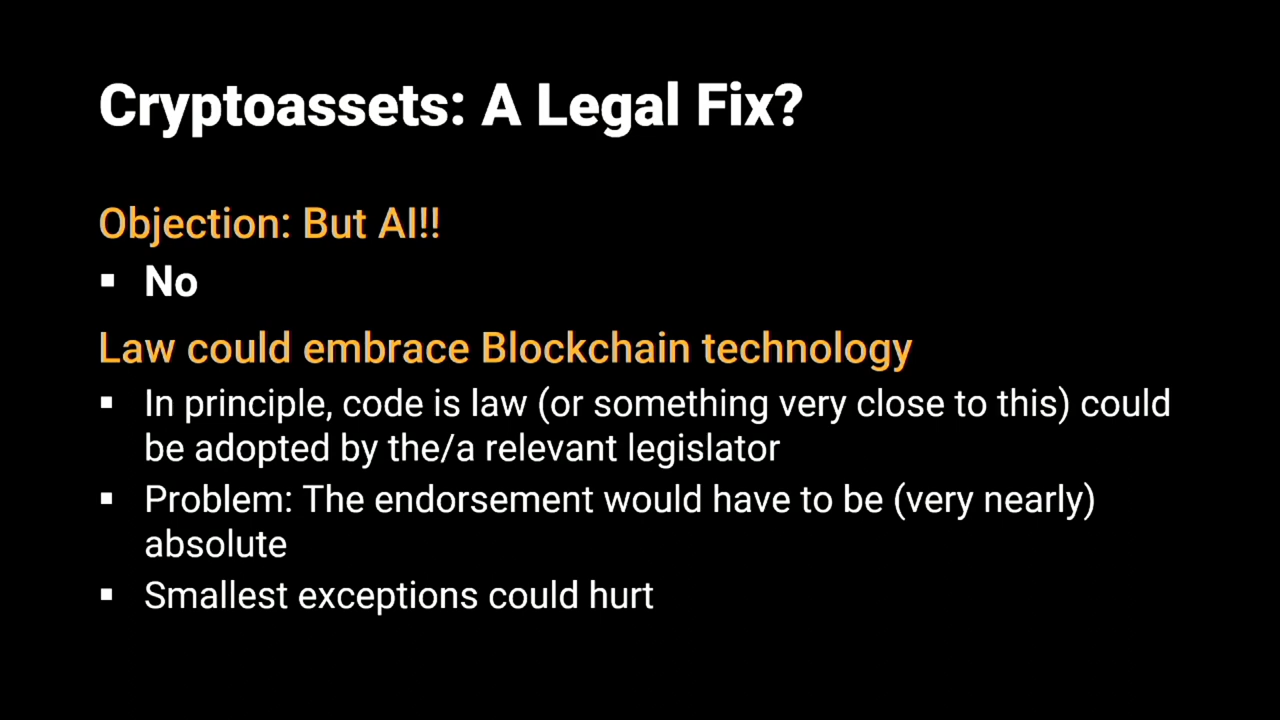 Cryptoassets: A Legal Fix?
Objection: But AI!!
▪ No
Law could embrace Blockchain technology
▪ In principle, code is law (or something very close to this) could
be adopted by the/a relevant legislator
▪ Problem: The endorsement would have to be (very nearly)
absolute
▪ Smallest exceptions could hurt